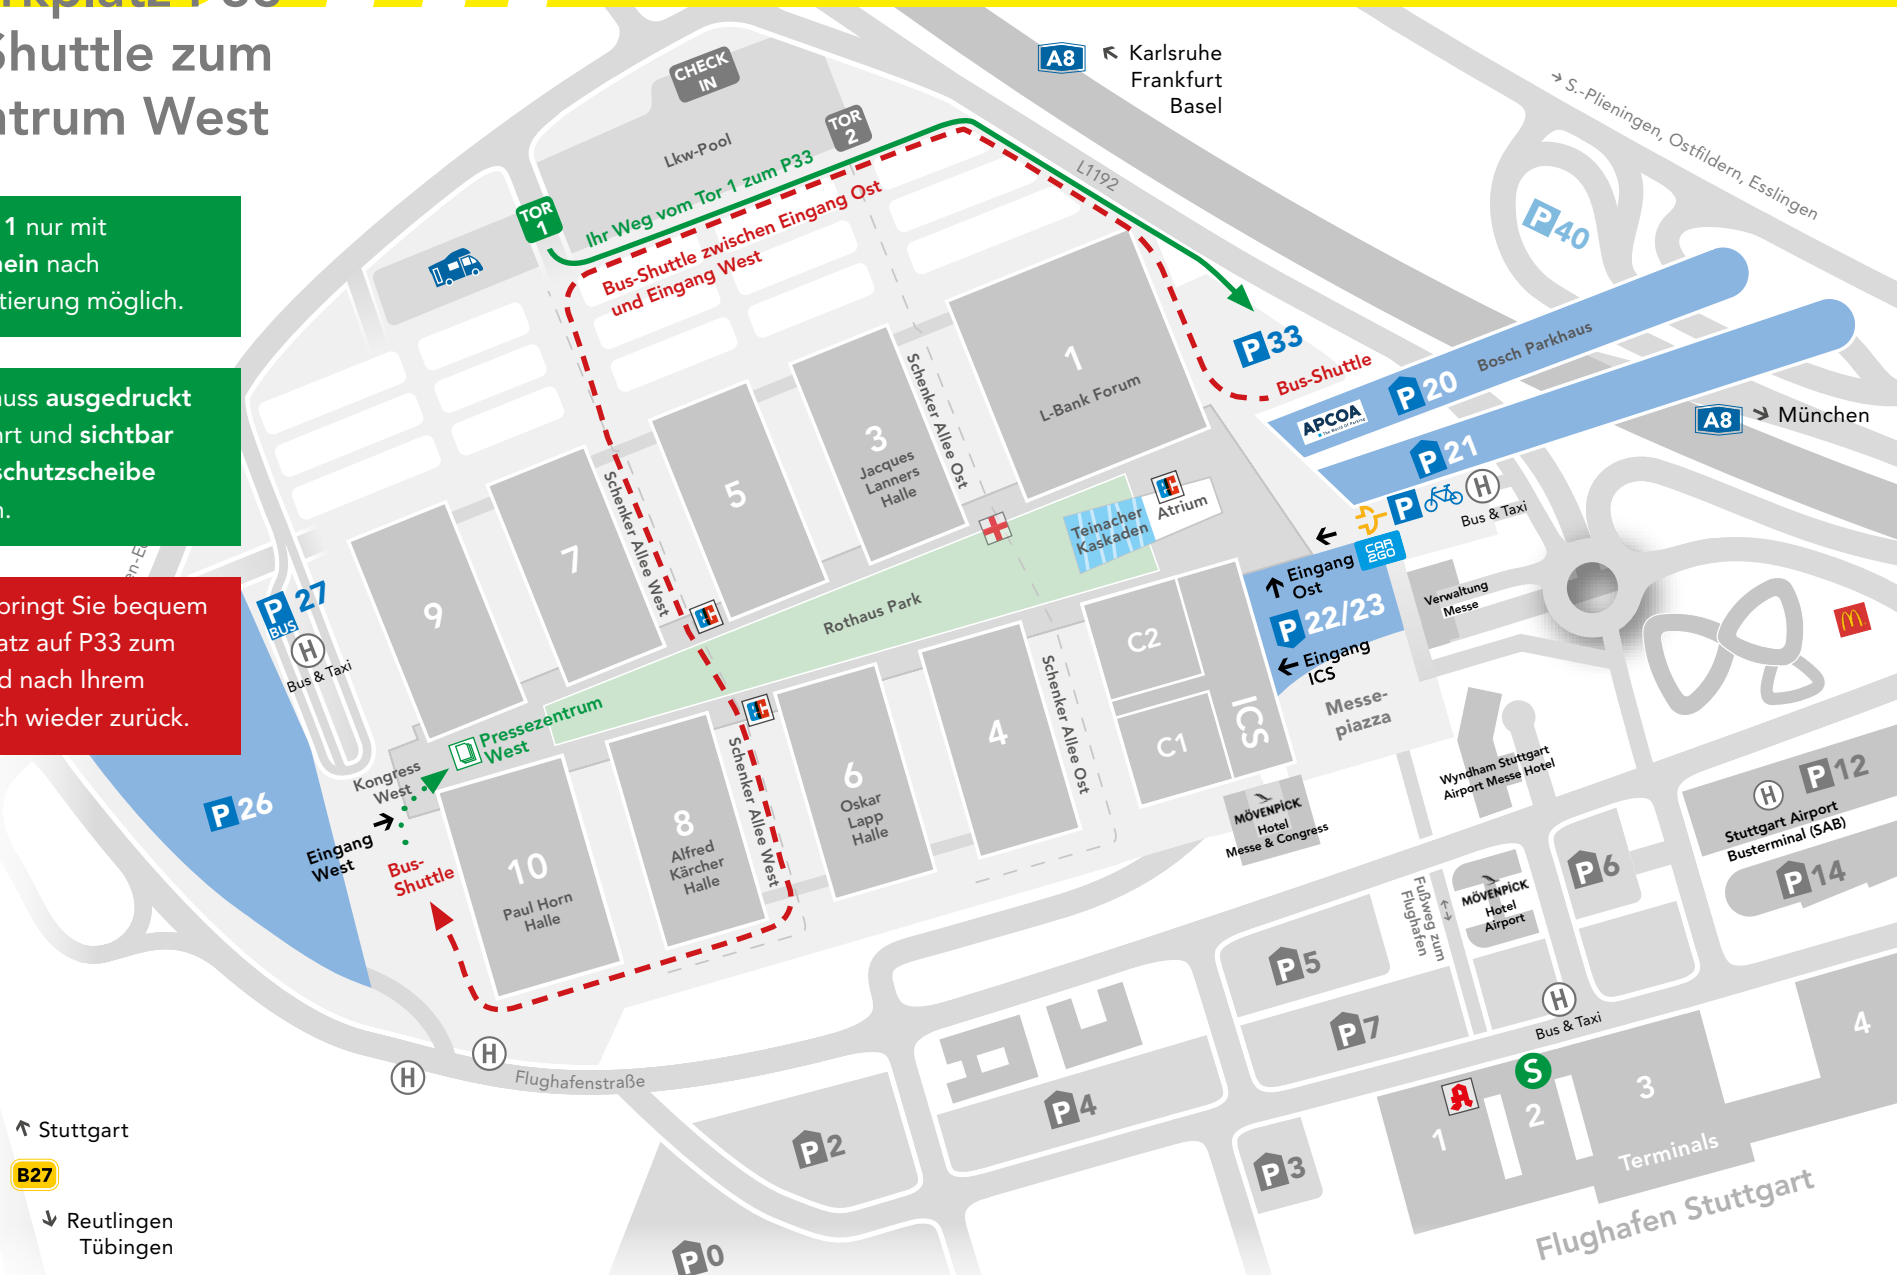 Shuttle zum
West
1 nur mit
nach
möglich.
ausgedruckt
und sichtbar
bringt Sie bequem
auf P33 zum
nach Ihrem
wieder zurück.
CHECK
IN
Lkw-Pool
TOR
2
TOR
1
Ihr Weg vom Tor 1 zum P33
Bus-Shuttle zwischen Eingang Ost
und Eingang West
A8
Karlsruhe
Frankfurt
Basel
L1192
S.-Plieningen, Ostfildern, Esslingen
P40
P33
Bus-Shuttle
Bosch Parkhaus
P20
APCOA
P21
A8
München
P
H
Bus & Taxi
CAR
2GO
1
L-Bank Forum
3
Jacques
Lanners
Halle
5
7
9
Schenker Allee Ost
Schenker Allee West
EC
Atrium
Teinacher
Kaskaden
Rothaus Park
EC
EC
Eingang
Ost
P22/23
Eingang
ICS
Verwaltung
Messe
Messe-
piazza
P27
BUS
H
Bus & Taxi
P26
Kongress
West
Pressezentrum
West
Eingang
West
Bus-
Shuttle
10
Paul Horn
Halle
8
Alfred
Kärcher
Halle
Schenker Allee West
6
Oskar
Lapp
Halle
4
Schenker Allee Ost
C2
C1
ICS
MÖVENPICK
Hotel
Messe & Congress
Wyndham Stuttgart
Airport Messe Hotel
H
P12
Stuttgart Airport
Busterminal (SAB)
P14
P6
MÖVENPICK
Hotel
Airport
Fußweg zum
Flughafen
P5
P7
H
Bus & Taxi
S
H
H
Flughafenstraße
P2
P4
P3
P0
1
2
3
4
Terminals
Flughafen Stuttgart
Stuttgart
B27
Reutlingen
Tübingen